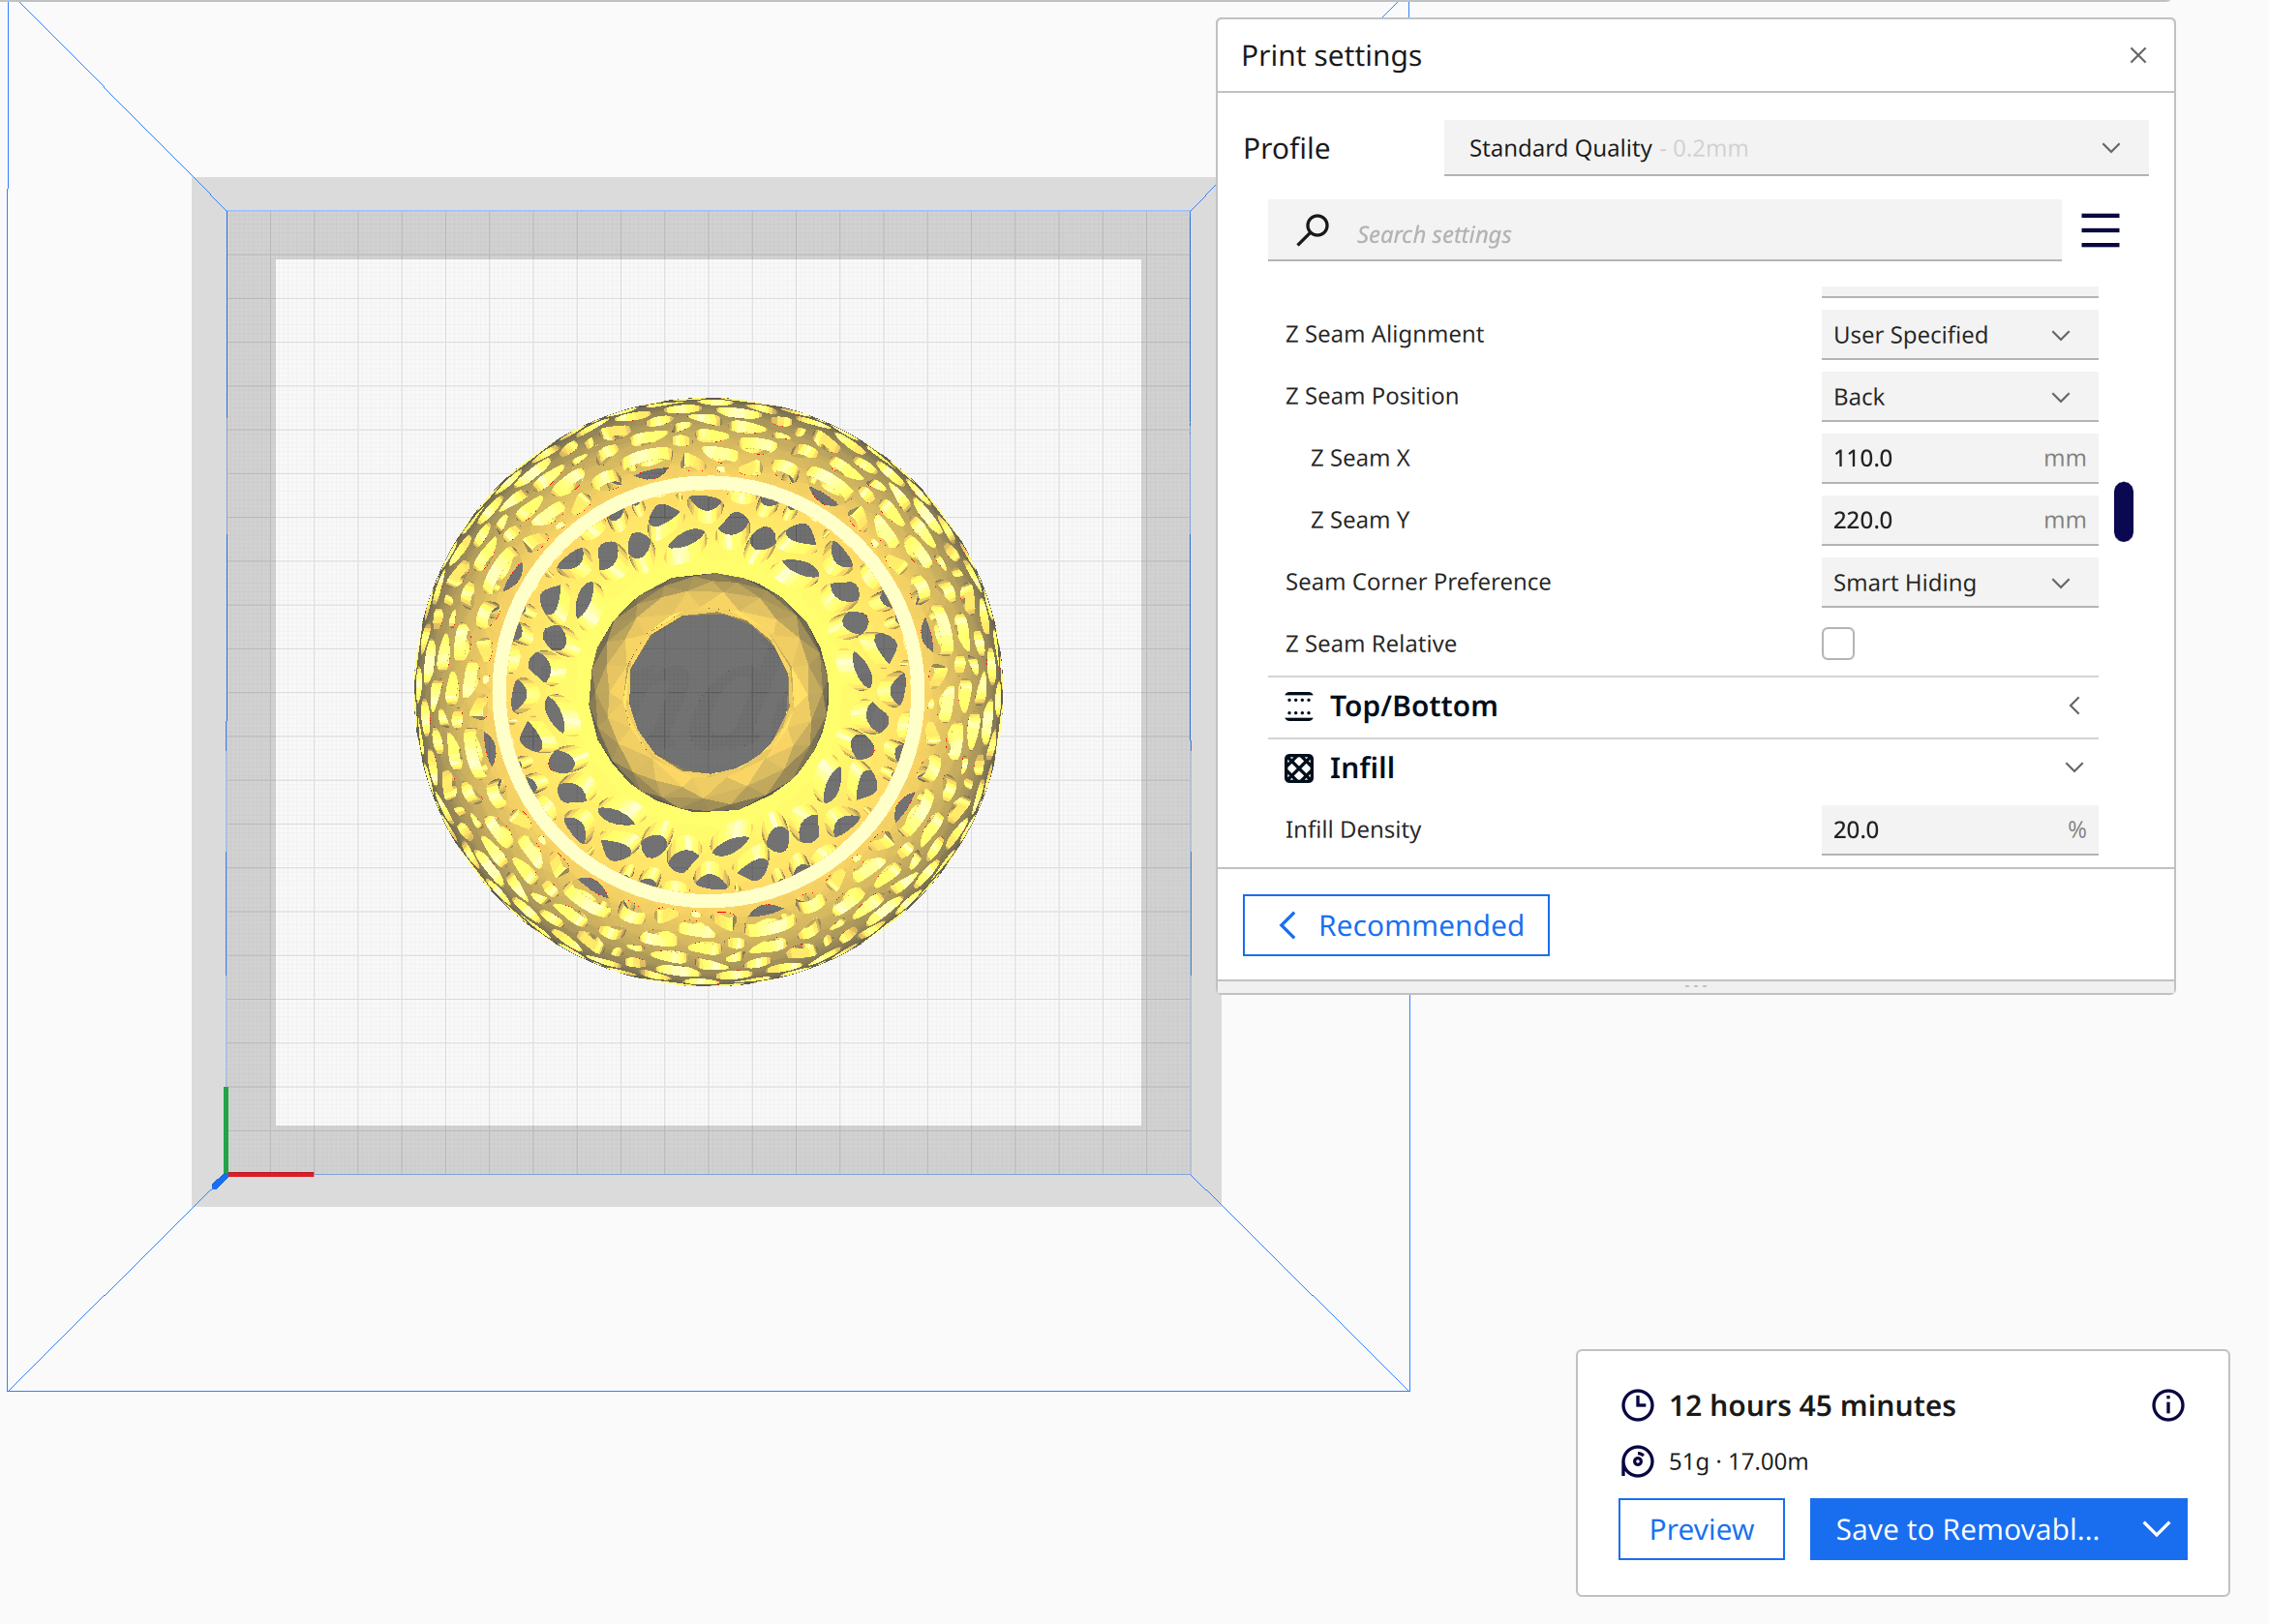 Print settings
Profile
Standard Quality - 0.2mm
Search settings
Z Seam Alignment
User Specified
Z Seam Position
Back
Z Seam X
110.0 mm
Z Seam Y
220.0 mm
Seam Corner Preference
Smart Hiding
Z Seam Relative
Top/Bottom
Infill
Infill Density
20.0 %
Recommended
12 hours 45 minutes
51g · 17.00m
Preview
Save to Removabl...